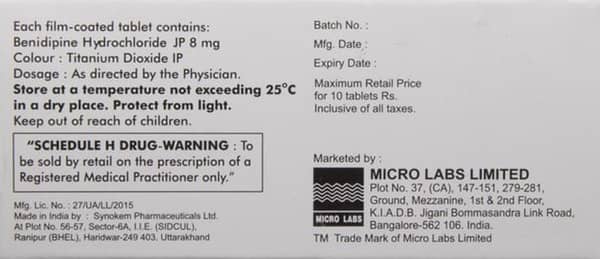 Each film-coated tablet contains:
Benidipine Hydrochloride JP 8 mg
Colour : Titanium Dioxide IP
Dosage : As directed by the Physician.
Store at a temperature not exceeding 25°C
in a dry place. Protect from light.
Keep out of reach of children.
“SCHEDULE H DRUG-WARNING : To
be sold by retail on the prescription of a
Registered Medical Practitioner only.”
Mfg. Lic. No. : 27/UA/LL/2015
Made in India by : Synokem Pharmaceuticals Ltd.
At Plot No. 56-57, Sector-6A, I.I.E. (SIDCUL),
Ranipur (BHEL), Haridwar-249 403. Uttarakhand
Batch No. :
Mfg. Date :
Expiry Date :
Maximum Retail Price
for 10 tablets Rs.
Inclusive of all taxes.
Marketed by :
MICRO LABS
MICRO LABS LIMITED
Plot No. 37, (CA), 147-151, 279-281,
Ground, Mezzanine, 1st & 2nd Floor,
K.I.A.D.B. Jigani Bommasandra Link Road,
Bangalore-562 106. India.
TM Trade Mark of Micro Labs Limited